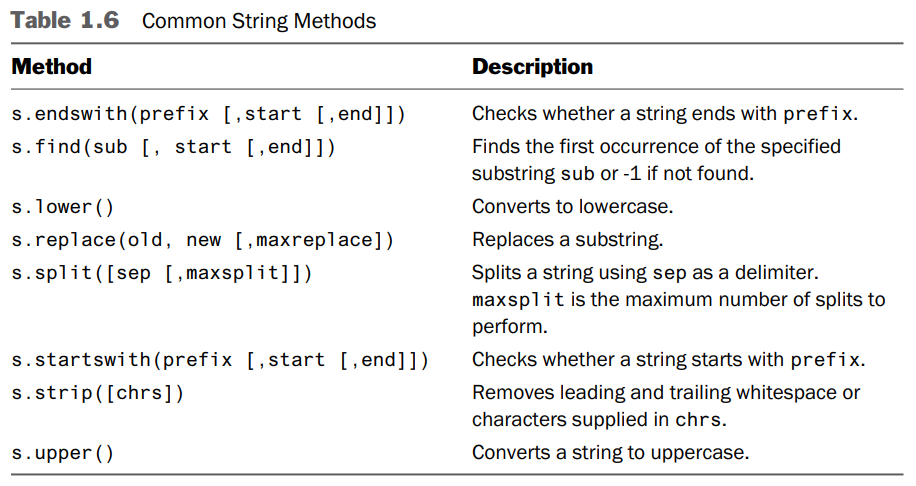 Table 1.6 Common String Methods
Method Description
s.endswith(prefix [,start [,end]]) Checks whether a string ends with prefix.
s.find(sub [, start [,end]]) Finds the first occurrence of the specified
substring sub or -1 if not found.
s.lower() Converts to lowercase.
s.replace(old, new [,maxreplace]) Replaces a substring.
s.split([sep [,maxsplit]]) Splits a string using sep as a delimiter.
maxsplit is the maximum number of splits to
perform.
s.startswith(prefix [,start [,end]]) Checks whether a string starts with prefix.
s.strip([chrs]) Removes leading and trailing whitespace or
characters supplied in chrs.
s.upper() Converts a string to uppercase.